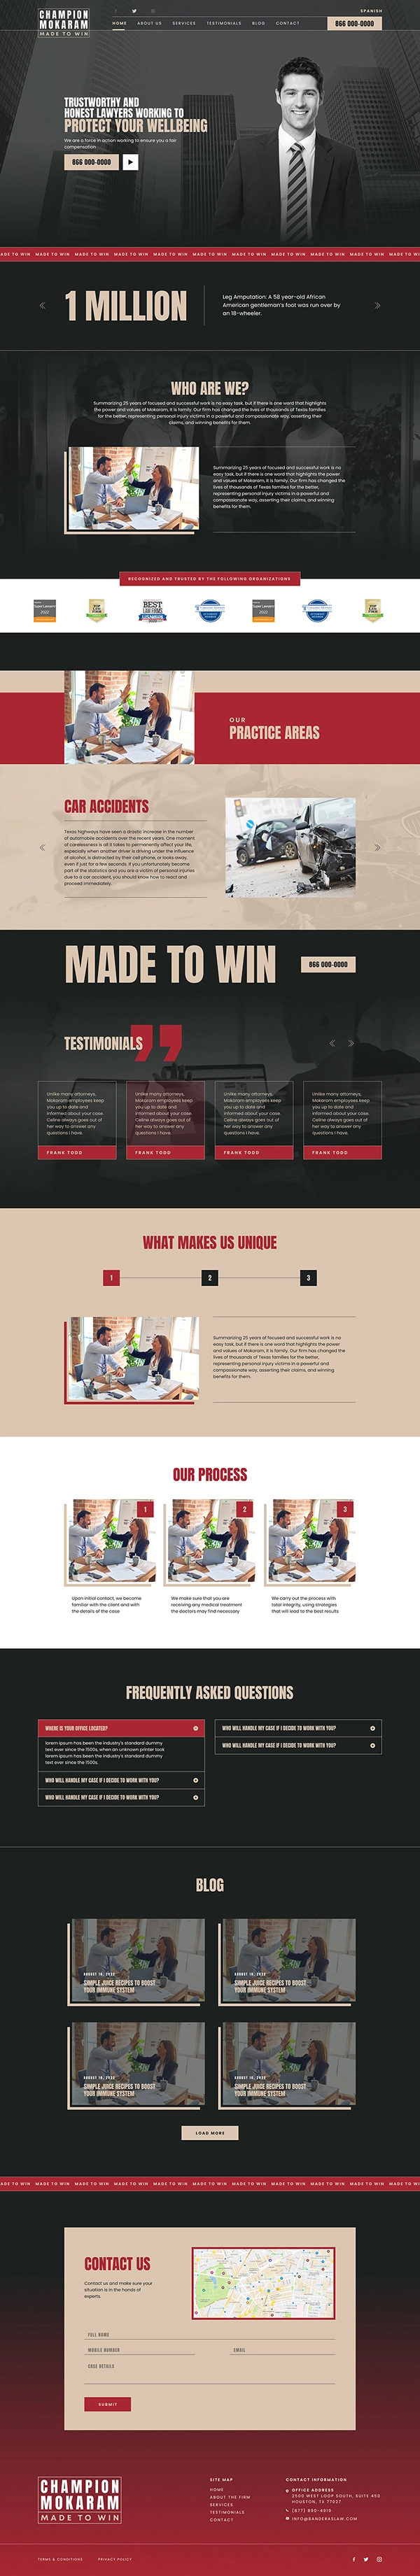 CHAMPION
MOKARAM
MADE TO WIN
SPANISH
HOME ABOUT US SERVICES TESTIMONIALS BLOG CONTACT
866 000-0000
TRUSTWORTHY AND
HONEST LAWYERS WORKING TO
PROTECT YOUR WELLBEING
We are a force in action working to ensure you a fair
compensation
866 000-0000
ADE TO WIN MADE TO WIN MADE TO WIN MADE TO WIN MADE TO WIN MADE TO WIN MADE TO WIN MADE TO WIN MADE TO WIN MADE TO WIN MADE TO WI
1 MILLION
Leg Amputation: A 58 year-old African
American gentleman's foot was run over by
an 18-wheeler.
WHO ARE WE?
Summarizing 25 years of focused and successful work is no easy task, but if there is one word that highlights
the power and values of Mokaram, it is family. Our firm has changed the lives of thousands of Texas families
for the better, representing personal injury victims in a powerful and compassionate way, asserting their
claims, and winning benefits for them.
Summarizing 25 years of focused and successful work is no
easy task, but if there is one word that highlights the power
and values of Mokaram, it is family. Our firm has changed the
lives of thousands of Texas families for the better,
representing personal injury victims in a powerful and
compassionate way, asserting their claims, and winning
benefits for them.
RECOGNIZED AND TRUSTED BY THE FOLLOWING ORGANIZATIONS
Super Lawyers
BEST
LAW FIRMS
Super Lawyers
OUR
PRACTICE AREAS
CAR ACCIDENTS
Texas highways have seen a drastic increase in the number
of automobile accidents over the recent years. One moment
of carelessness is all it takes to permanently affect your life,
especially when another driver is driving under the influence
of alcohol, is distracted by their cell phone, or looks away,
even if just for a few seconds. If you unfortunately become
part of the statistics and you are a victim of personal injuries
due to a car accident, you should know how to react and
proceed immediately.
MADE TO WIN
866 000-0000
TESTIMONIALS
Unlike many attorneys,
Mokaram employees keep
you up to date and
informed about your case.
Celine always goes out of
her way to answer any
questions I have.
FRANK TODD
Unlike many attorneys,
Mokaram employees keep
you up to date and
informed about your case.
Celine always goes out of
her way to answer any
questions I have.
FRANK TODD
Unlike many attorneys,
Mokaram employees keep
you up to date and
informed about your case.
Celine always goes out of
her way to answer any
questions I have.
FRANK TODD
Unlike many attorneys,
Mokaram employees keep
you up to date and
informed about your case.
Celine always goes out of
her way to answer any
questions I have.
FRANK TODD
WHAT MAKES US UNIQUE
1 2 3
Summarizing 25 years of focused and successful work is no
easy task, but if there is one word that highlights the power
and values of Mokaram, it is family. Our firm has changed the
lives of thousands of Texas families for the better,
representing personal injury victims in a powerful and
compassionate way, asserting their claims, and winning
benefits for them.
OUR PROCESS
1 2 3
Upon initial contact, we become
familiar with the client and with
the details of the case
We make sure that you are
receiving any medical treatment
the doctors may find necessary
We carry out the process with
total integrity, using strategies
that will lead to the best results
FREQUENTLY ASKED QUESTIONS
WHERE IS YOUR OFFICE LOCATED?
lorem Ipsum has been the industry's standard dummy
text ever since the 1500s, when an unknown printer took
lorem Ipsum has been the industry's standard dummy
text ever since the 1500s.
WHO WILL HANDLE MY CASE IF I DECIDE TO WORK WITH YOU?
WHO WILL HANDLE MY CASE IF I DECIDE TO WORK WITH YOU?
WHO WILL HANDLE MY CASE IF I DECIDE TO WORK WITH YOU?
WHO WILL HANDLE MY CASE IF I DECIDE TO WORK WITH YOU?
BLOG
AUGUST 18, 2022
SIMPLE JUICE RECIPES TO BOOST
YOUR IMMUNE SYSTEM
AUGUST 18, 2022
SIMPLE JUICE RECIPES TO BOOST
YOUR IMMUNE SYSTEM
AUGUST 18, 2022
SIMPLE JUICE RECIPES TO BOOST
YOUR IMMUNE SYSTEM
AUGUST 18, 2022
SIMPLE JUICE RECIPES TO BOOST
YOUR IMMUNE SYSTEM
LOAD MORE
ADE TO WIN MADE TO WIN MADE TO WIN MADE TO WIN MADE TO WIN MADE TO WIN MADE TO WIN MADE TO WIN MADE TO WIN MADE TO WIN MADE TO WI
CONTACT US
Contact us and make sure your
situation is in the hands of
experts.
FULL NAME
MOBILE NUMBER EMAIL
CASE DETAILS
SUBMIT
CHAMPION
MOKARAM
MADE TO WIN
SITE MAP
HOME
ABOUT THE FIRM
SERVICES
TESTIMONIALS
CONTACT
CONTACT INFORMATION
OFFICE ADDRESS
2500 WEST LOOP SOUTH, SUITE 450
HOUSTON, TX 77027
(877) 890-4919
INFO@BANDERASLAW.COM
TERMS & CONDITIONS PRIVACY POLICY